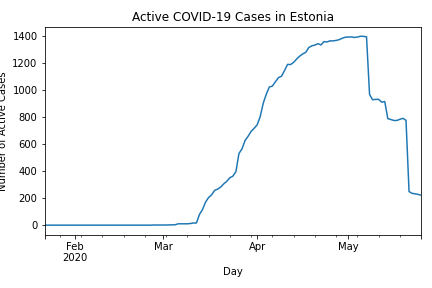 Active COVID-19 Cases in Estonia
Number of Active Cases
1400
1200
1000
800
600
400
200
0
Feb
2020
Mar
Apr
May
Day